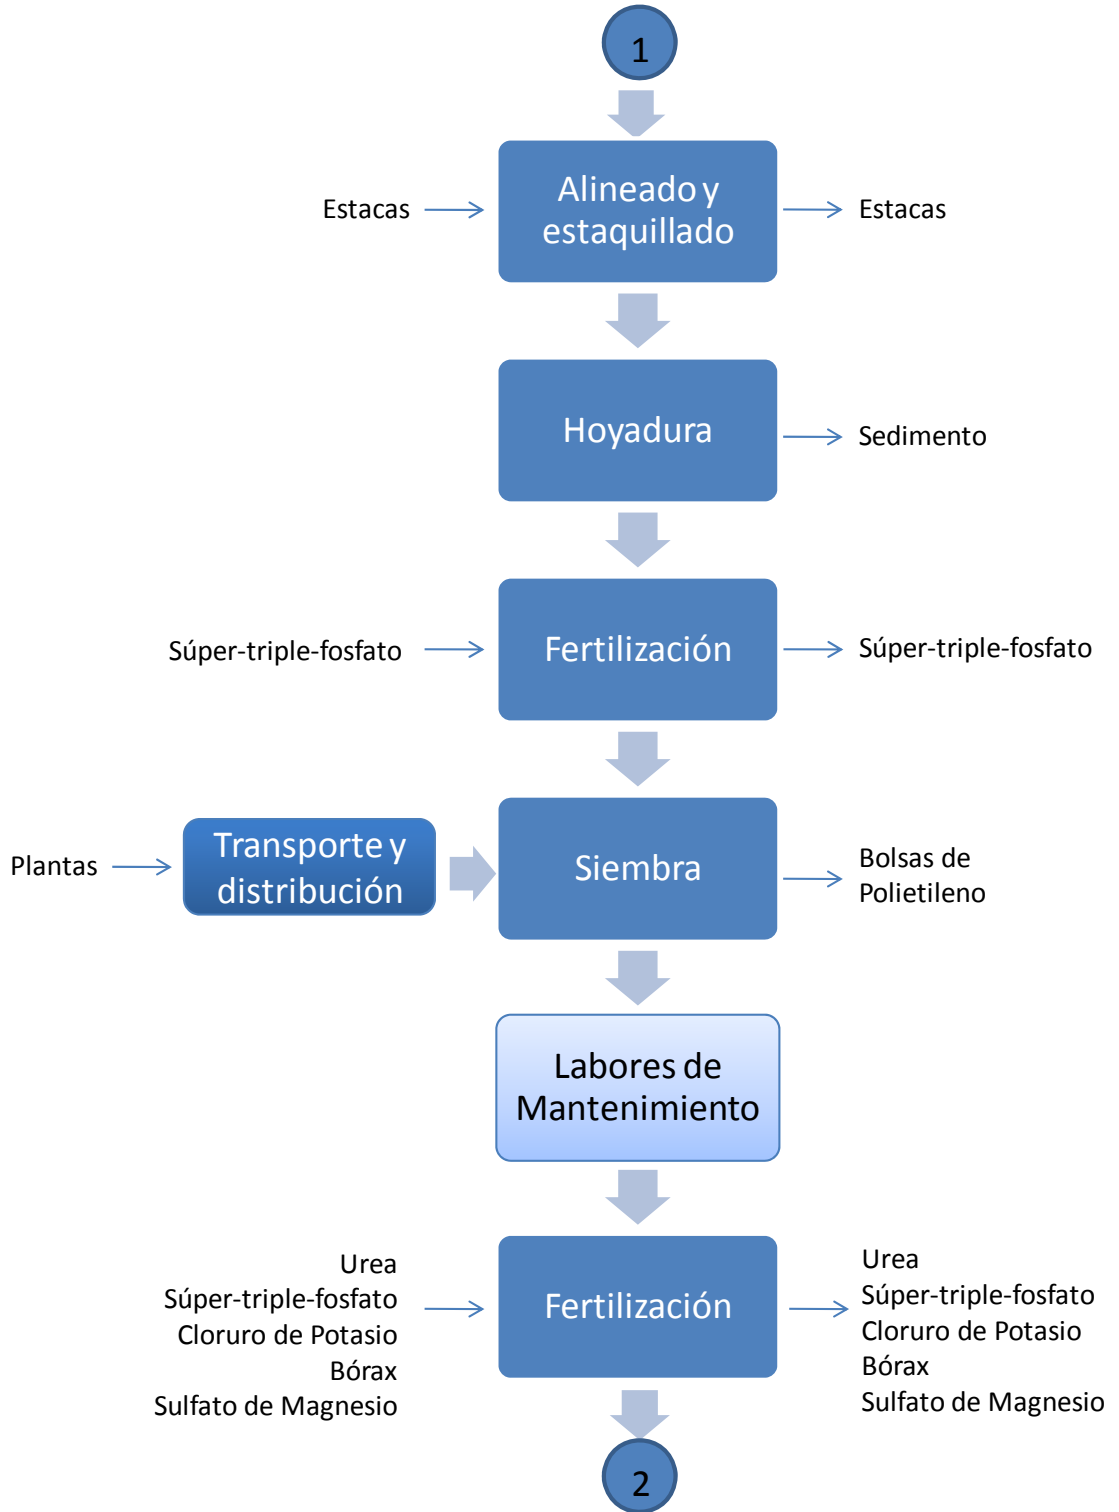 1
Alineado y
estaquillado
Estacas
Estacas
Hoyadura
Sedimento
Súper-triple-fosfato
Fertilización
Súper-triple-fosfato
Plantas
Transporte y
distribución
Siembra
Bolsas de
Polietileno
Labores de
Mantenimiento
Urea
Súper-triple-fosfato
Cloruro de Potasio
Bórax
Sulfato de Magnesio
Fertilización
Urea
Súper-triple-fosfato
Cloruro de Potasio
Bórax
Sulfato de Magnesio
2